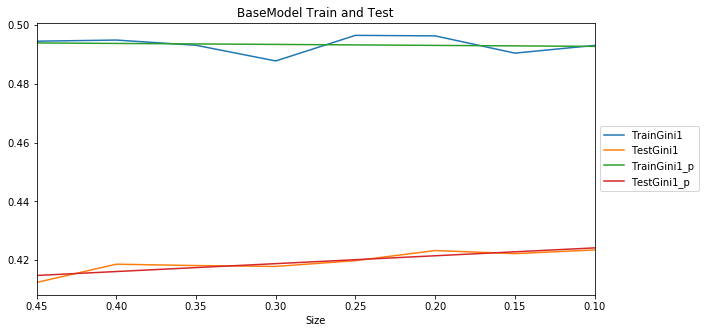 BaseModel Train and Test
0.50
0.48
0.46
0.44
0.42
0.45 0.40 0.35 0.30 0.25 0.20 0.15 0.10
Size
TrainGini1
TestGini1
TrainGini1_p
TestGini1_p